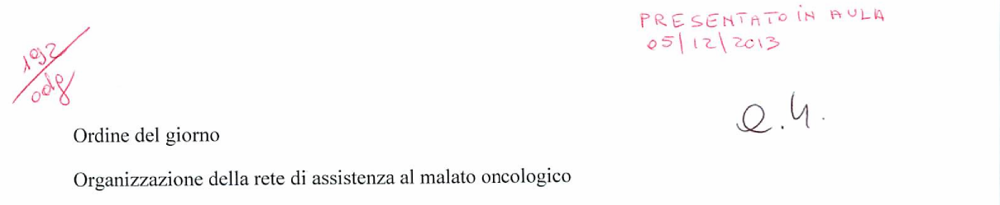 PRESENTATO IN AULA
05/12/2013
192
odg
e.4.
Ordine del giorno
Organizzazione della rete di assistenza al malato oncologico